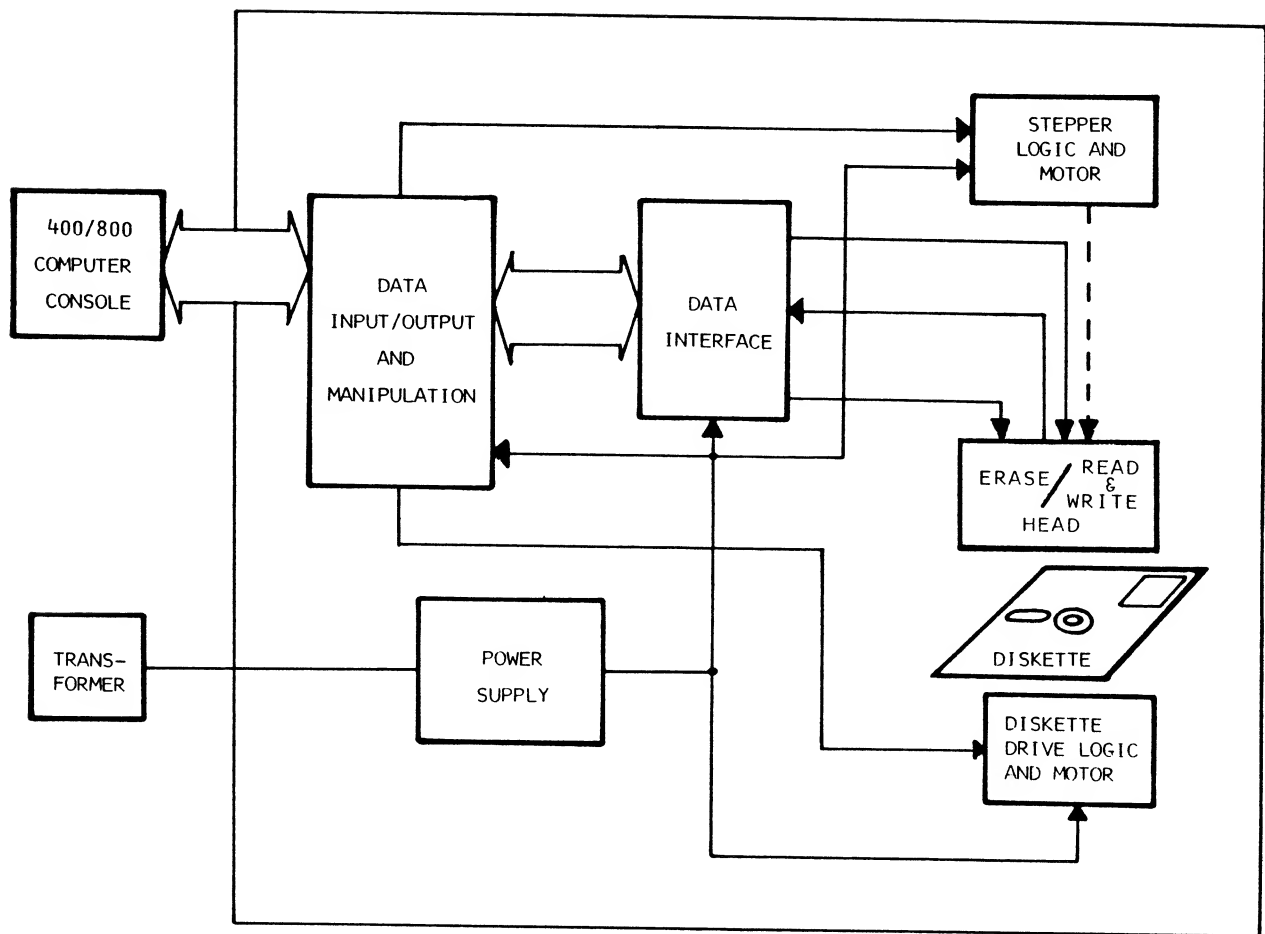 STEPPER
LOGIC AND
MOTOR
400/800
COMPUTER
CONSOLE
DATA
INPUT/OUTPUT
AND
MANIPULATION
DATA
INTERFACE
ERASE/READ
&
WRITE
HEAD
TRANS-
FORMER
POWER
SUPPLY
DISKETTE
DISKETTE
DRIVE LOGIC
AND MOTOR